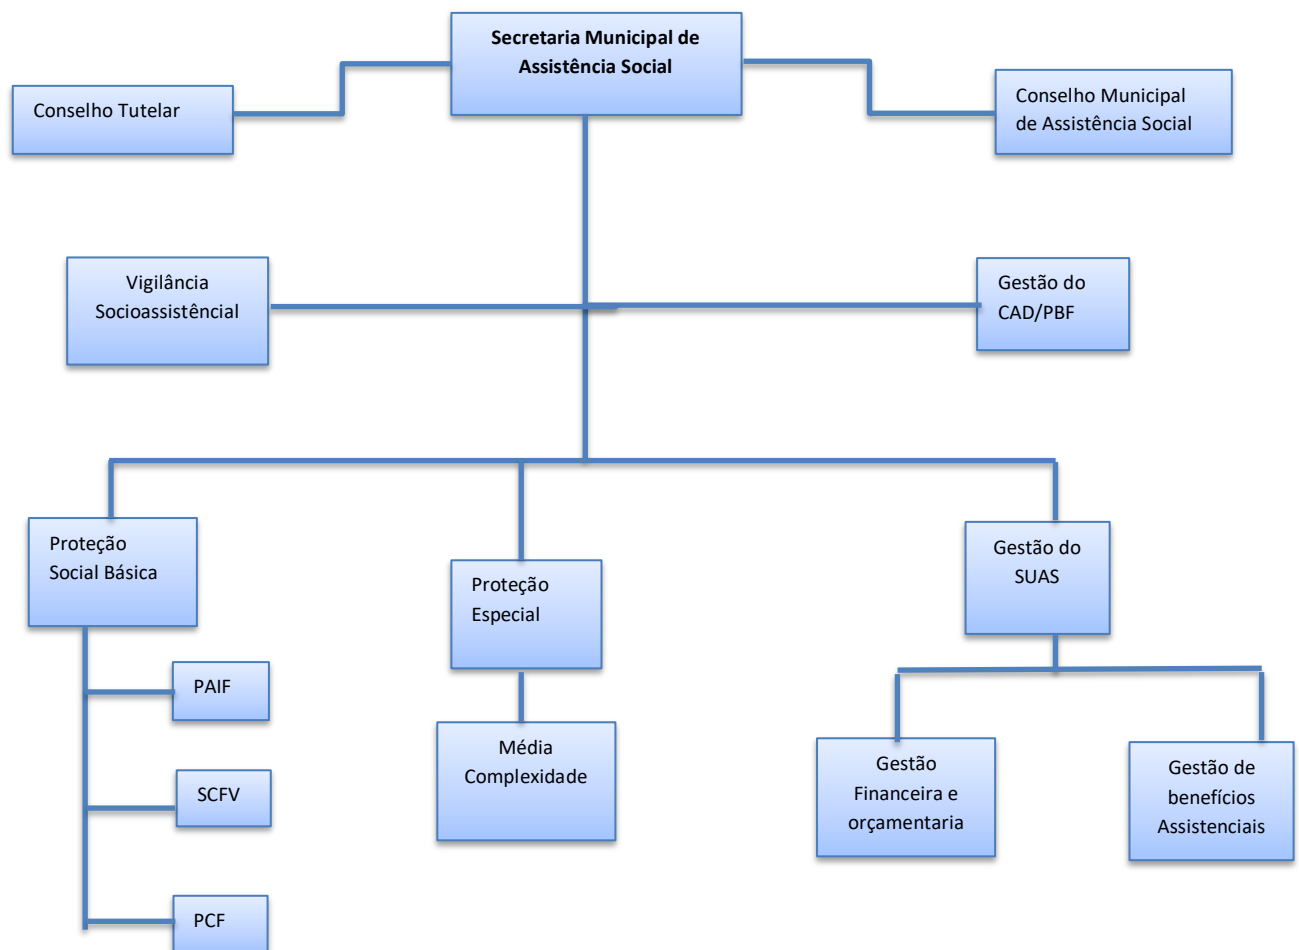 Secretaria Municipal de
Assistência Social
Conselho Tutelar
Conselho Municipal
de Assistência Social
Vigilância
Socioassistêncial
Gestão do
CAD/PBF
Proteção
Social Básica
Proteção
Especial
Gestão do
SUAS
PAIF
SCFV
PCF
Média
Complexidade
Gestão
Financeira e
orçamentaria
Gestão de
benefícios
Assistenciais